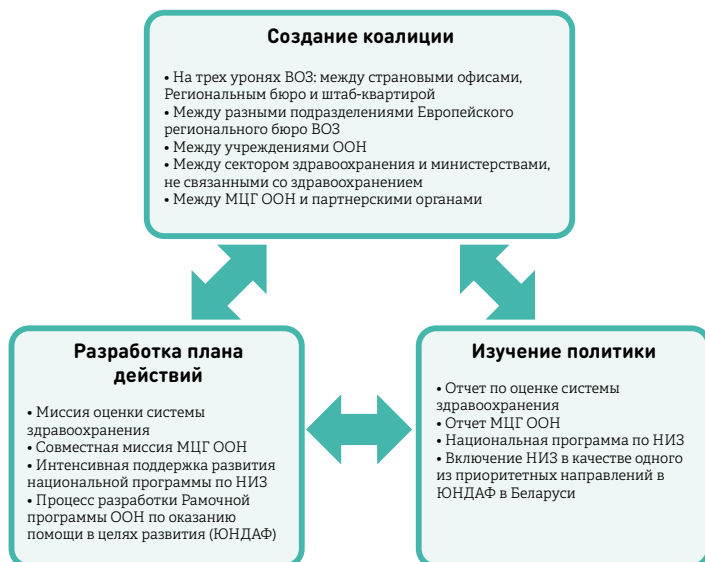 Создание коалиции
• На трех уронях ВОЗ: между страновыми офисами,
Региональным бюро и штаб-квартирой
• Между разными подразделениями Европейского
регионального бюро ВОЗ
• Между учреждениями ООН
• Между сектором здравоохранения и министерствами,
не связанными со здравоохранением
• Между МЦГ ООН и партнерскими органами
Разработка плана
действий
• Миссия оценки системы
здравоохранения
• Совместная миссия МЦГ ООН
• Интенсивная поддержка развития
национальной программы по НИЗ
• Процесс разработки Рамочной
программы ООН по оказанию
помощи в целях развития (ЮНДАФ)
Изучение политики
• Отчет по оценке системы
здравоохранения
• Отчет МЦГ ООН
• Национальная программа по НИЗ
• Включение НИЗ в качестве одного
из приоритетных направлений в
ЮНДАФ в Беларуси